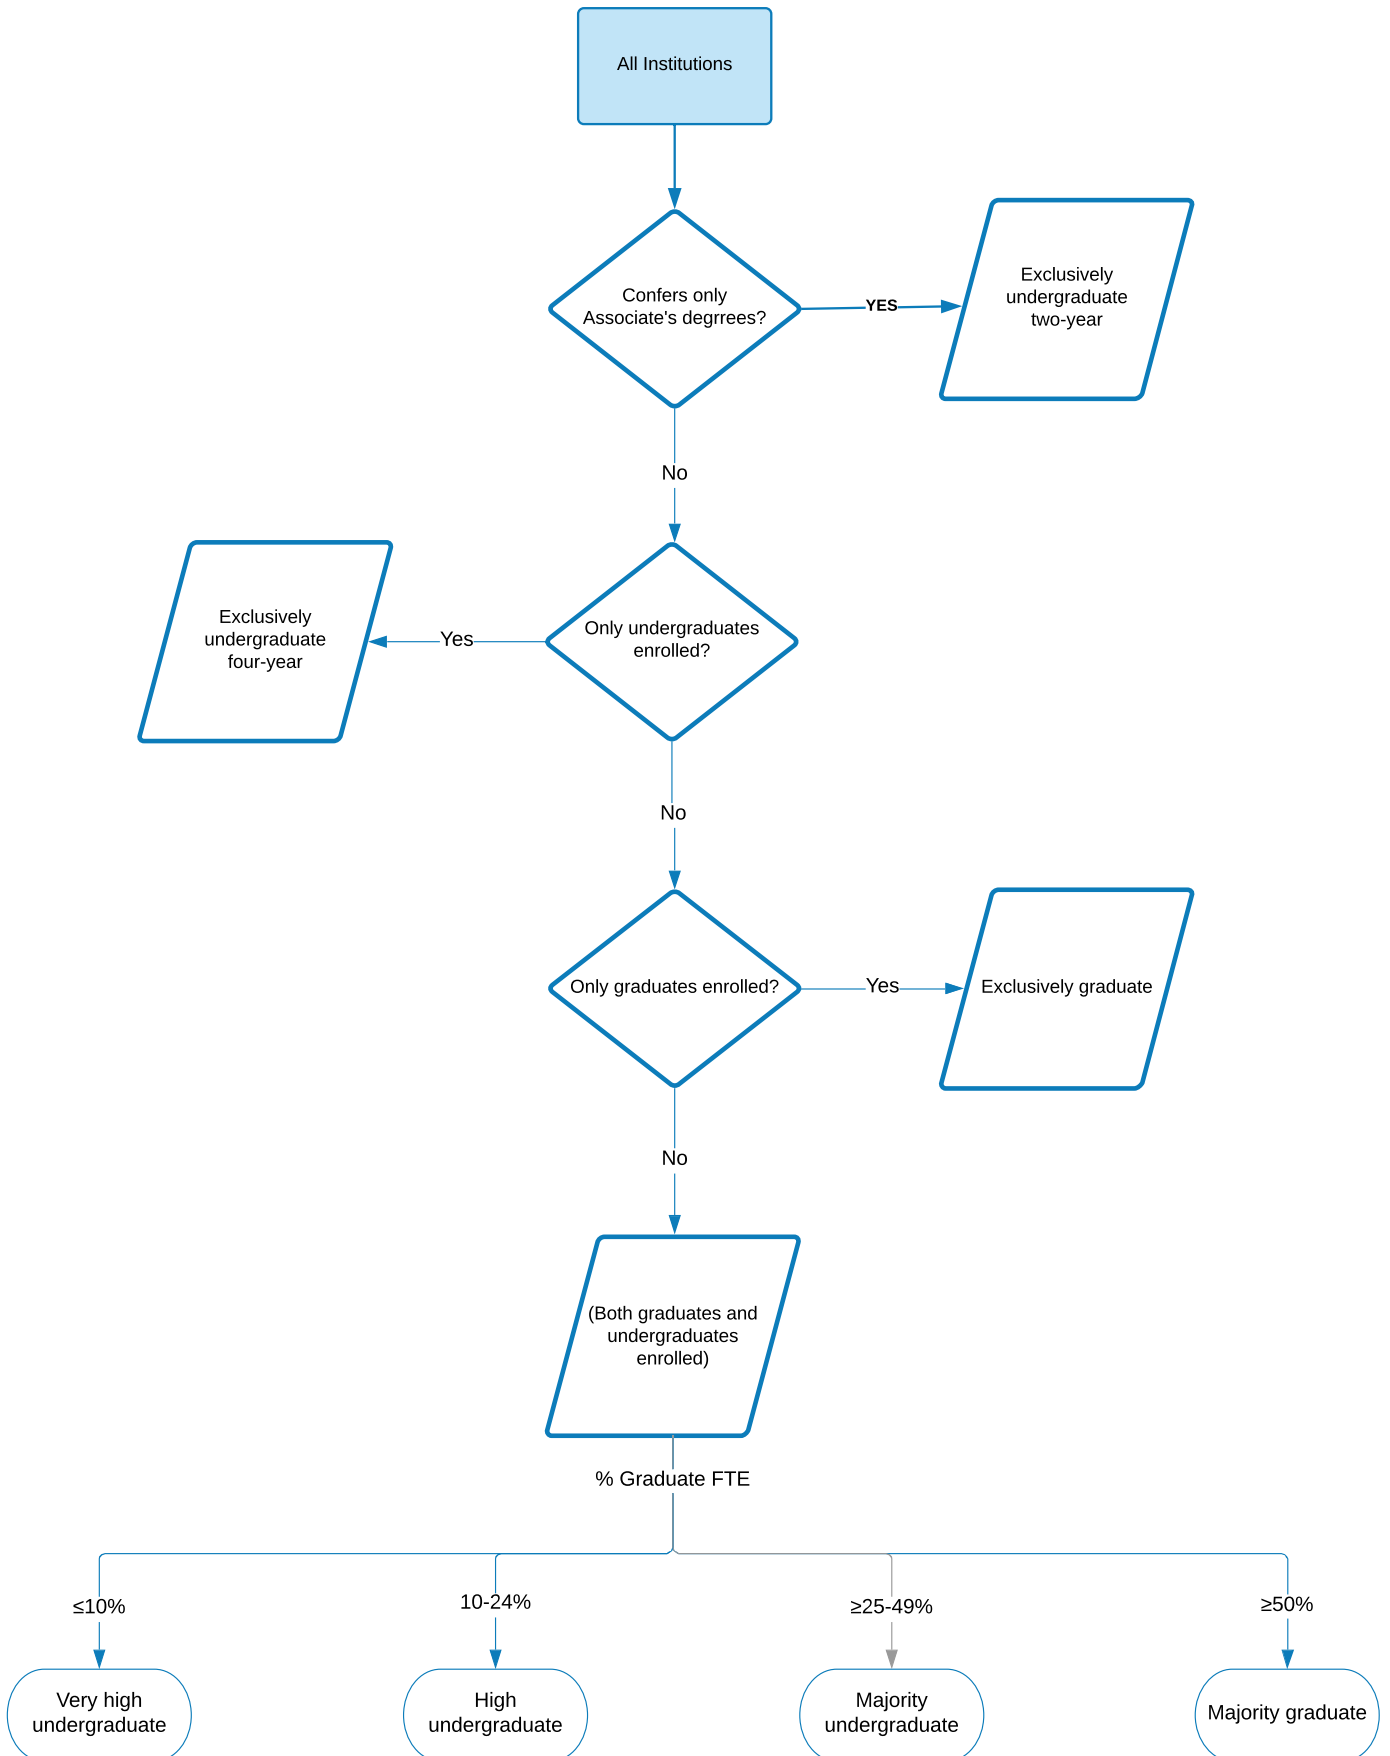 All Institutions
Confers only
Associate's degrrees?
YES
Exclusively
undergraduate
two-year
No
Exclusively
undergraduate
four-year
Yes
Only undergraduates
enrolled?
No
Only graduates enrolled?
Yes
Exclusively graduate
No
(Both graduates and
undergraduates
enrolled)
% Graduate FTE
≤10%
10-24%
≥25-49%
≥50%
Very high
undergraduate
High
undergraduate
Majority
undergraduate
Majority graduate